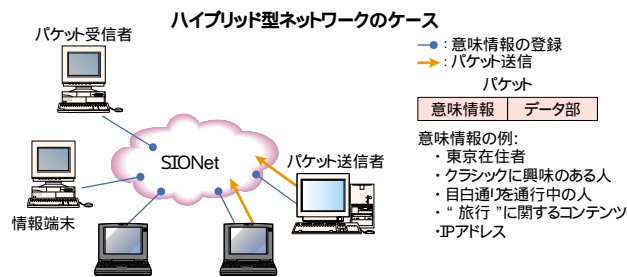 ハイブリッド型ネットワークのケース
パケット受信者
：意味情報の登録
：パケット送信
パケット
意味情報
データ部
SIONet
パケット送信者
情報端末
意味情報の例:
・東京在住者
・クラシックに興味のある人
・目白通りを通行中の人
・“ 旅行 ”に関するコンテンツ
・IPアドレス